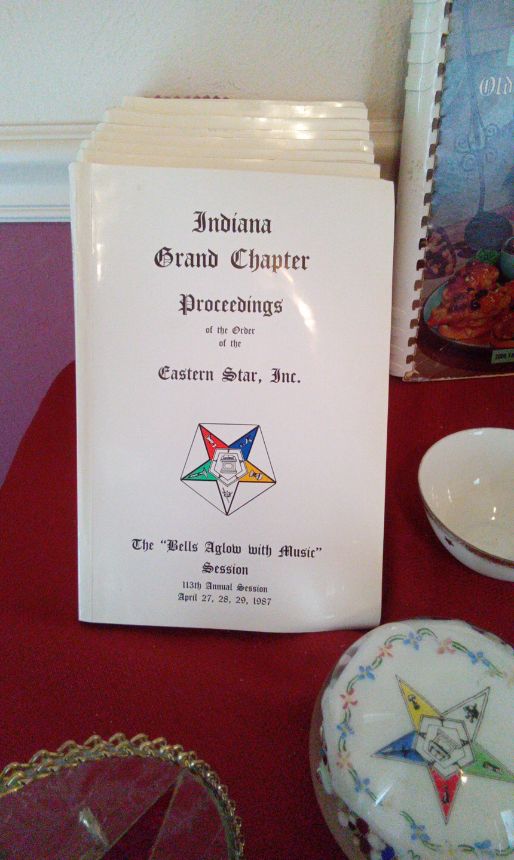 Indiana
Grand Chapter
Proceedings
of the Order
of the
Eastern Star, Inc.
The "Bells Aglow with Music"
Session
113th Annual Session
April 27, 28, 29, 1987
Old